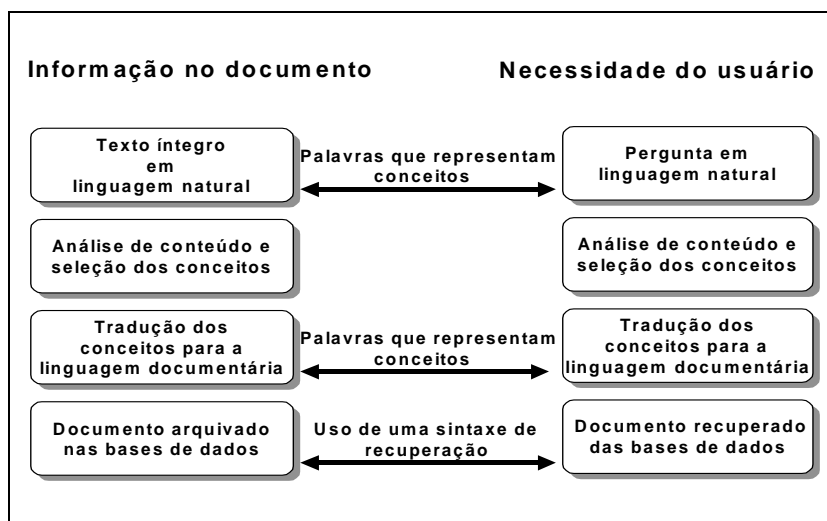 Informação no documento
Necessidade do usuário
Texto íntegro
em
linguagem natural
Palavras que representam
conceitos
Pergunta em
linguagem natural
Análise de conteúdo e
seleção dos conceitos
Análise de conteúdo e
seleção dos conceitos
Tradução dos
conceitos para a
linguagem documentária
Palavras que representam
conceitos
Tradução dos
conceitos para a
linguagem documentária
Documento arquivado
nas bases de dados
Uso de uma sintaxe de
recuperação
Documento recuperado
das bases de dados